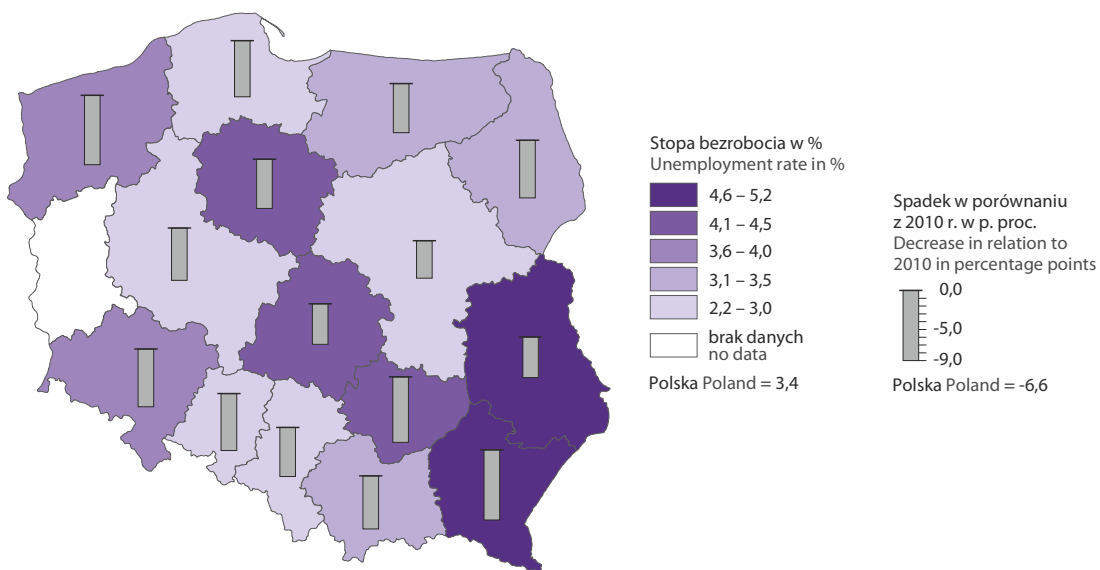 Stopa bezrobocia w %
Unemployment rate in %
4,6 – 5,2
4,1 – 4,5
3,6 – 4,0
3,1 – 3,5
2,2 – 3,0
brak danych
no data
Polska Poland = 3,4
Spadek w porównaniu
z 2010 r. w p. proc.
Decrease in relation to
2010 in percentage points
0,0
-5,0
-9,0
Polska Poland = -6,6